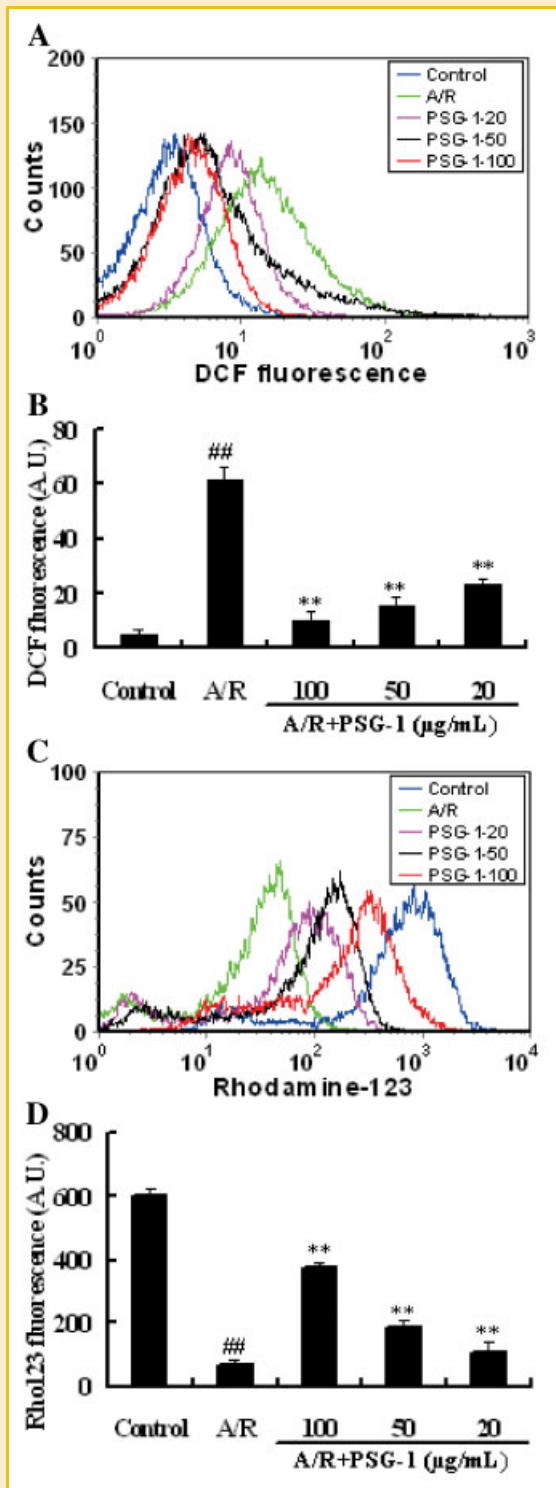 A
200
150
100
50
0
Counts
Control
A/R
PSG-1-20
PSG-1-50
PSG-1-100
10^0 10^1 10^2 10^3
DCF fluorescence
B
80
60
40
20
0
DCF fluorescence (A.U.)
##
**
**
**
Control A/R 100 50 20
A/R+PSG-1 (µg/mL)
C
100
75
50
25
0
Counts
Control
A/R
PSG-1-20
PSG-1-50
PSG-1-100
10^0 10^1 10^2 10^3 10^4
Rhodamine-123
D
800
600
400
200
0
Rho123 fluorescence (A.U.)
##
**
**
**
Control A/R 100 50 20
A/R+PSG-1 (µg/mL)